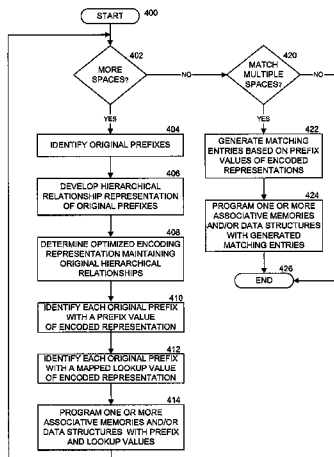 START
400
402
MORE
SPACES?
NO
YES
404
IDENTIFY ORIGINAL PREFIXES
406
DEVELOP HIERARCHICAL
RELATIONSHIP REPRESENTATION
OF ORIGINAL PREFIXES
408
DETERMINE OPTIMIZED ENCODING
REPRESENTATION MAINTAINING
ORIGINAL HIERARCHICAL
RELATIONSHIPS
410
IDENTIFY EACH ORIGINAL PREFIX
WITH A PREFIX VALUE
OF ENCODED REPRESENTATION
412
IDENTIFY EACH ORIGINAL PREFIX
WITH A MAPPED LOOKUP VALUE
OF ENCODED REPRESENTATION
414
PROGRAM ONE OR MORE
ASSOCIATIVE MEMORIES AND/OR
DATA STRUCTURES WITH PREFIX
AND LOOKUP VALUES
420
MATCH
MULTIPLE
SPACES?
NO
YES
422
GENERATE MATCHING
ENTRIES BASED ON PREFIX
VALUES OF ENCODED
REPRESENTATIONS
424
PROGRAM ONE OR MORE
ASSOCIATIVE MEMORIES
AND/OR DATA STRUCTURES
WITH GENERATED
MATCHING ENTRIES
426
END